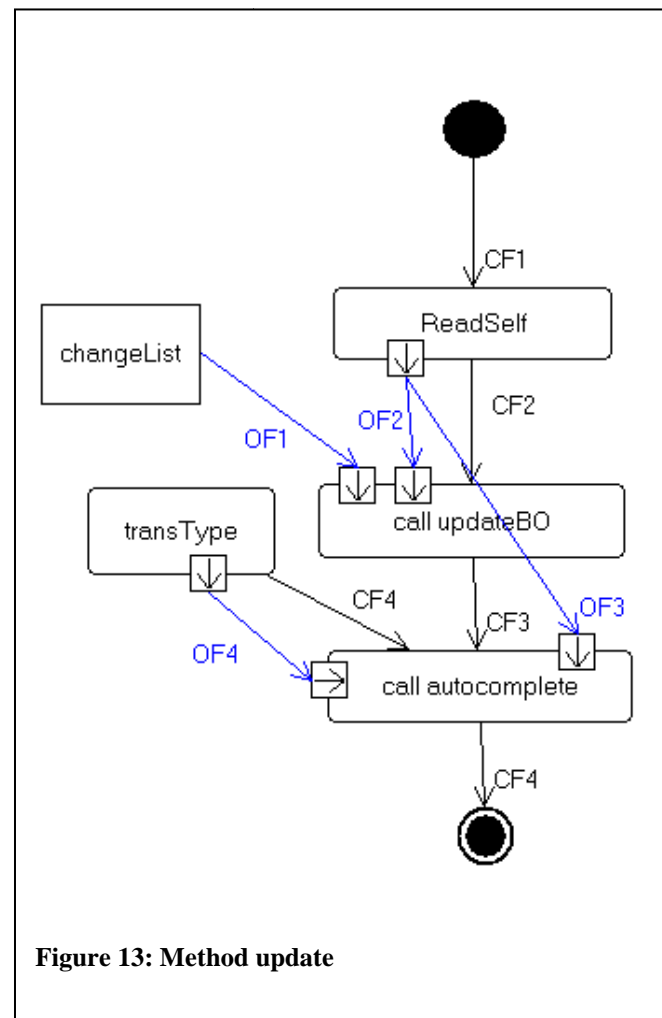 CF1
ReadSelf
changeList
CF2
OF2
OF1
call updateBO
transType
CF4
CF3
OF3
OF4
call autocomplete
CF4
Figure 13: Method update